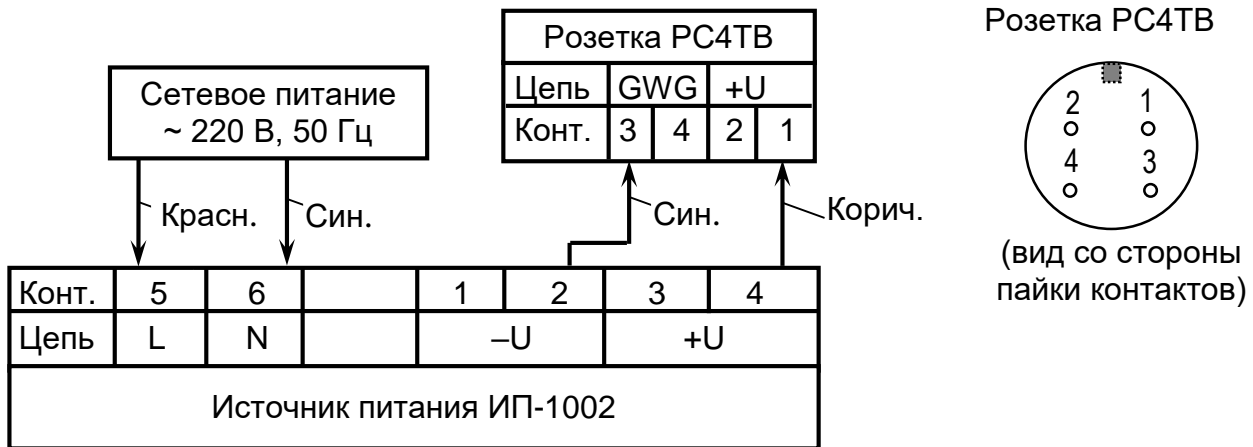 Розетка РС4ТВ
Цепь GWG +U
Конт. 3 4 2 1
Сетевое питание
~ 220 В, 50 Гц
Красн.
Син.
Син.
Корич.
Конт. 5 6 1 2 3 4
Цепь L N –U +U
Источник питания ИП-1002
Розетка РС4ТВ
2 1
4 3
(вид со стороны
пайки контактов)